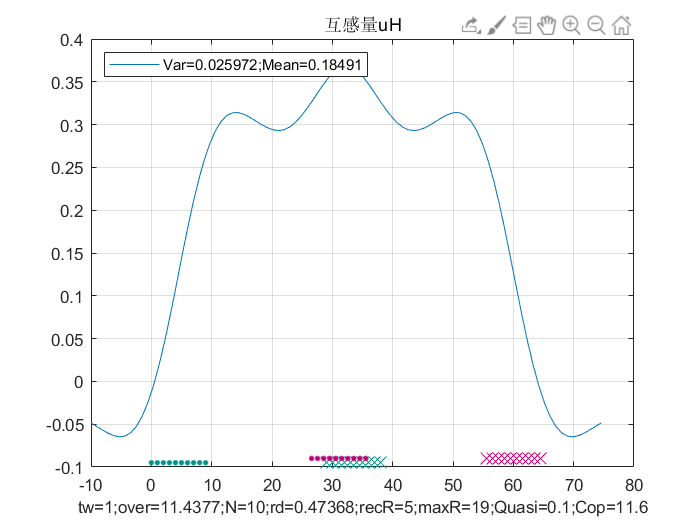 互感量uH
Var=0.025972;Mean=0.18491
0.4
0.35
0.3
0.25
0.2
0.15
0.1
0.05
0
-0.05
-0.1
-10 0 10 20 30 40 50 60 70 80
tw=1;over=11.4377;N=10;rd=0.47368;recR=5;maxR=19;Quasi=0.1;Cop=11.6